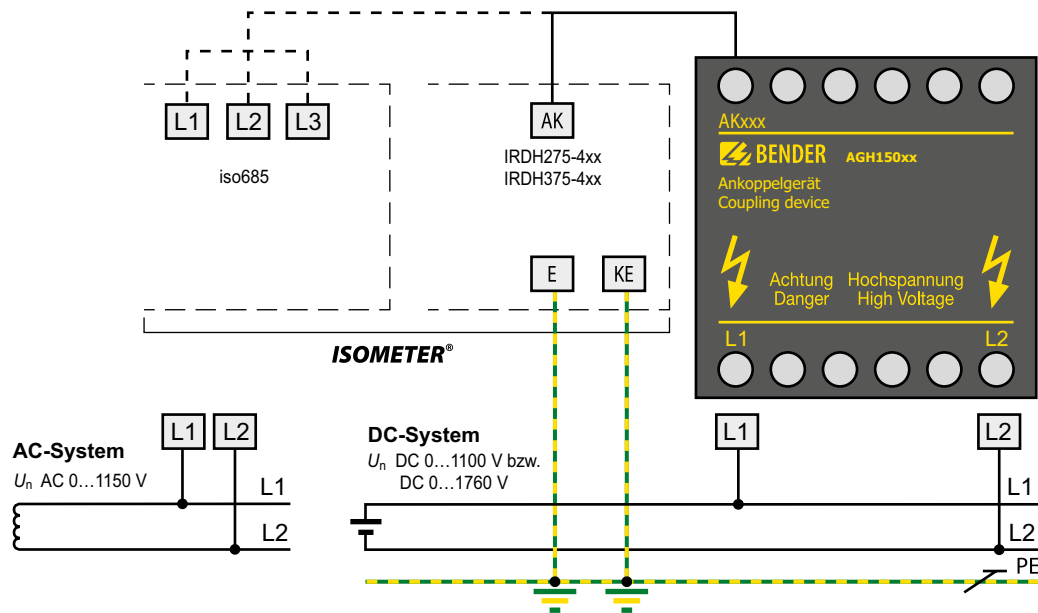 L1 L2 L3
iso685
AK
IRDH275-4xx
IRDH375-4xx
E KE
ISOMETER®
AKxxx
BENDER AGH150xx
Ankoppelgerät
Coupling device
Achtung Hochspannung
Danger High Voltage
L1 L2
AC-System
Un AC 0...1150 V
L1 L2
L1
L2
DC-System
Un DC 0...1100 V bzw.
DC 0...1760 V
L1 L2
L1
L2
PE